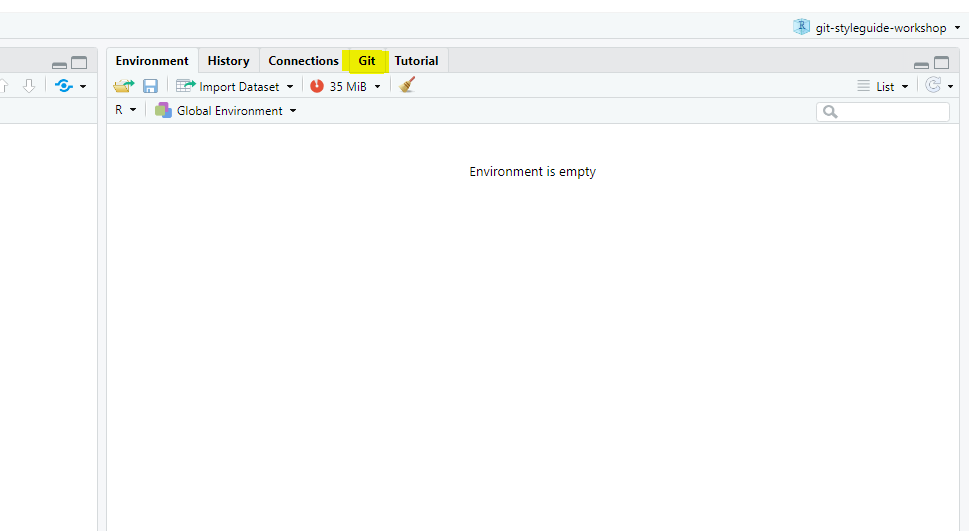 git-styleguide-workshop
Environment History Connections Git Tutorial
Import Dataset 35 MiB List
R Global Environment
Environment is empty